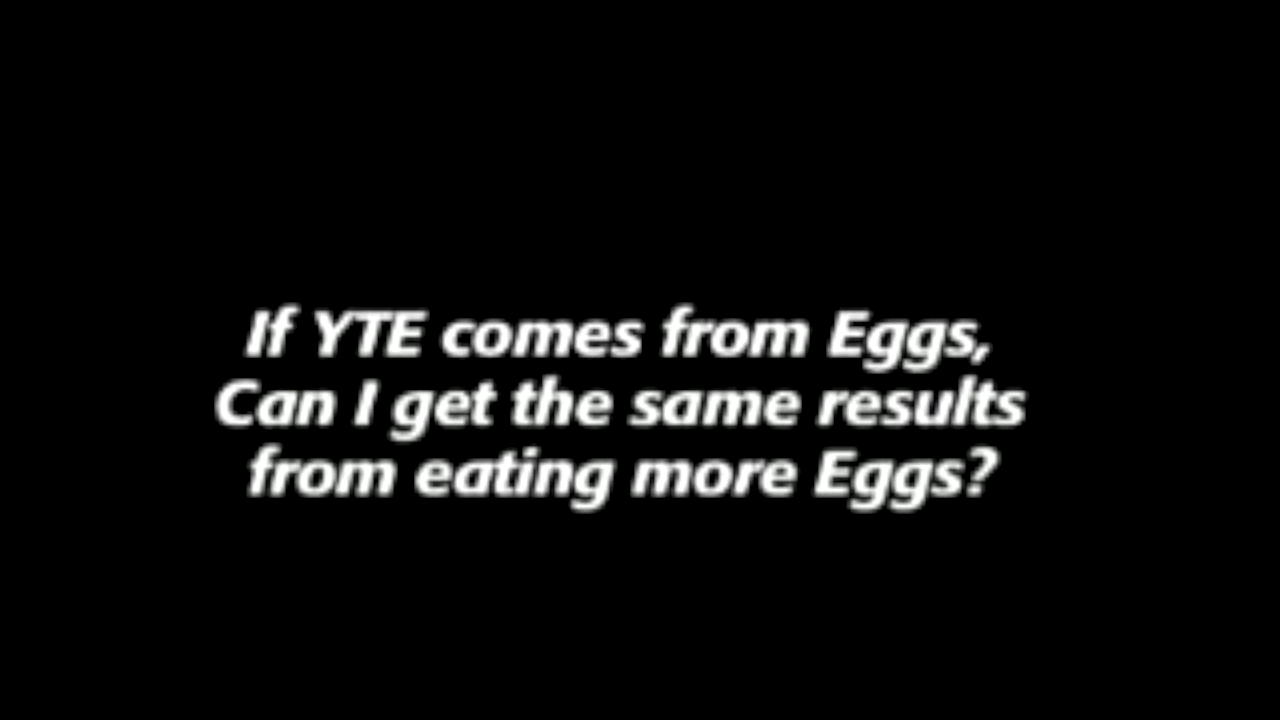 If YTE comes from Eggs,
Can I get the same results
from eating more Eggs?